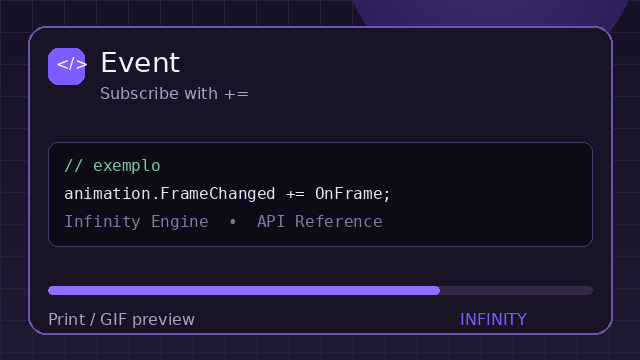 </>
Event
Subscribe with +=
// exemplo
animation.FrameChanged += OnFrame;
Infinity Engine • API Reference
Print / GIF preview
INFINITY